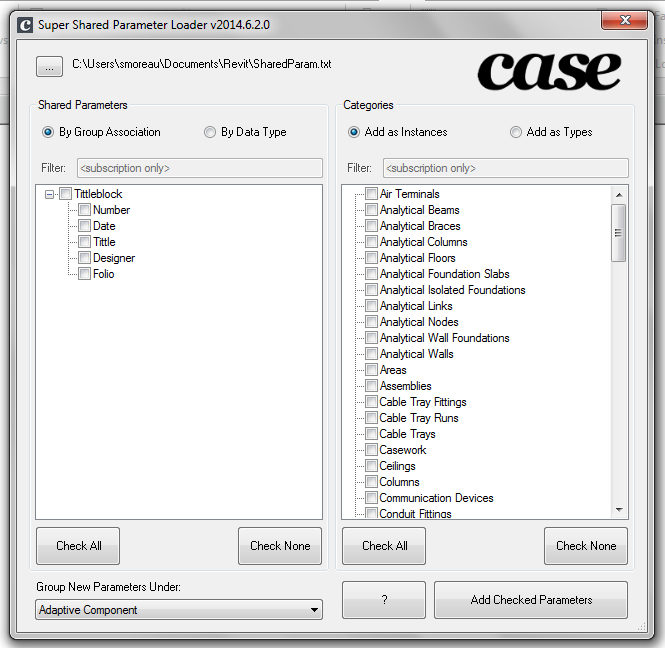 Super Shared Parameter Loader v2014.6.2.0
... C:\Users\smoreau\Documents\Revit\SharedParam.txt
case
Shared Parameters
By Group Association By Data Type
Filter: <subscription only>
Tittleblock
Number
Date
Tittle
Designer
Folio
Check All Check None
Group New Parameters Under:
Adaptive Component
Categories
Add as Instances Add as Types
Filter: <subscription only>
Air Terminals
Analytical Beams
Analytical Braces
Analytical Columns
Analytical Floors
Analytical Foundation Slabs
Analytical Isolated Foundations
Analytical Links
Analytical Nodes
Analytical Wall Foundations
Analytical Walls
Areas
Assemblies
Cable Tray Fittings
Cable Tray Runs
Cable Trays
Casework
Ceilings
Columns
Communication Devices
Conduit Fittings
Check All Check None
? Add Checked Parameters